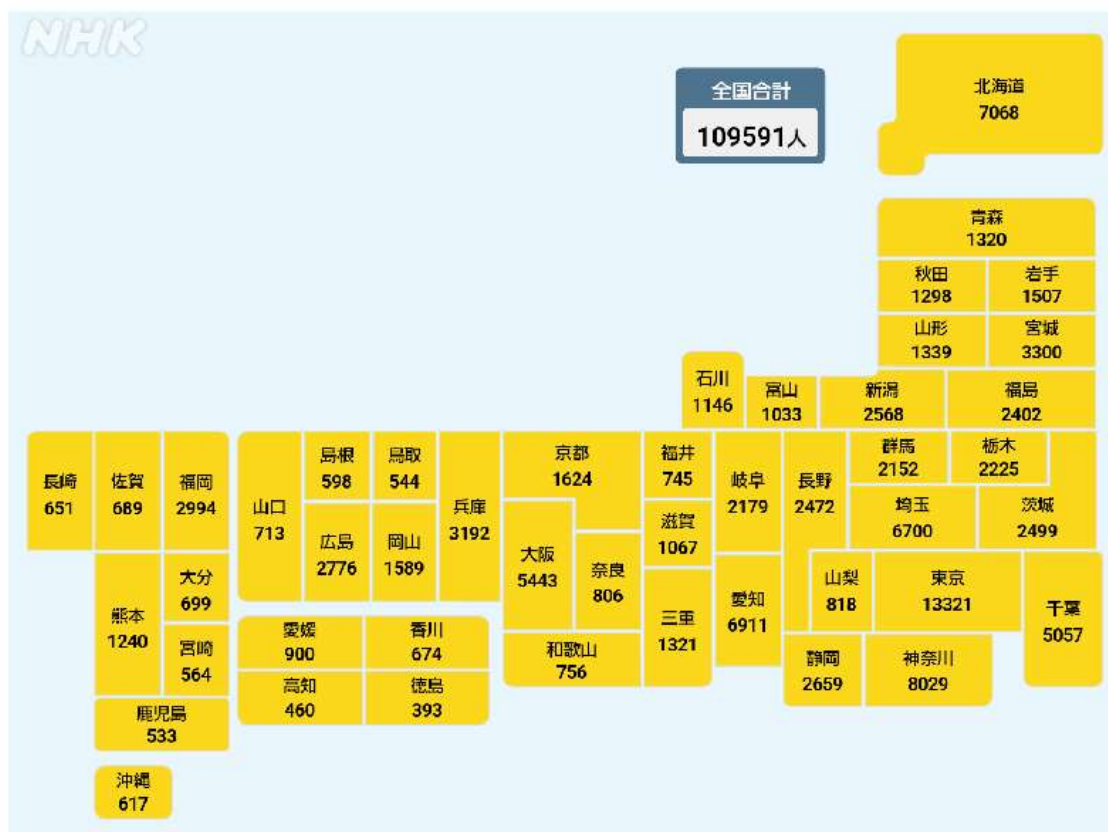 NHK
全国合計
109591人
北海道
7068
青森
1320
秋田
1298
岩手
1507
山形
1339
宮城
3300
石川
1146
富山
1033
新潟
2568
福島
2402
長崎
651
佐賀
689
福岡
2994
山口
713
島根
598
鳥取
544
兵庫
3192
京都
1624
福井
745
岐阜
2179
長野
2472
群馬
2152
栃木
2225
広島
2776
岡山
1589
大阪
5443
奈良
806
滋賀
1067
埼玉
6700
茨城
2499
熊本
1240
大分
699
宮崎
564
愛媛
900
香川
674
高知
460
徳島
393
和歌山
756
三重
1321
愛知
6911
山梨
818
東京
13321
千葉
5057
静岡
2659
神奈川
8029
鹿児島
533
沖縄
617